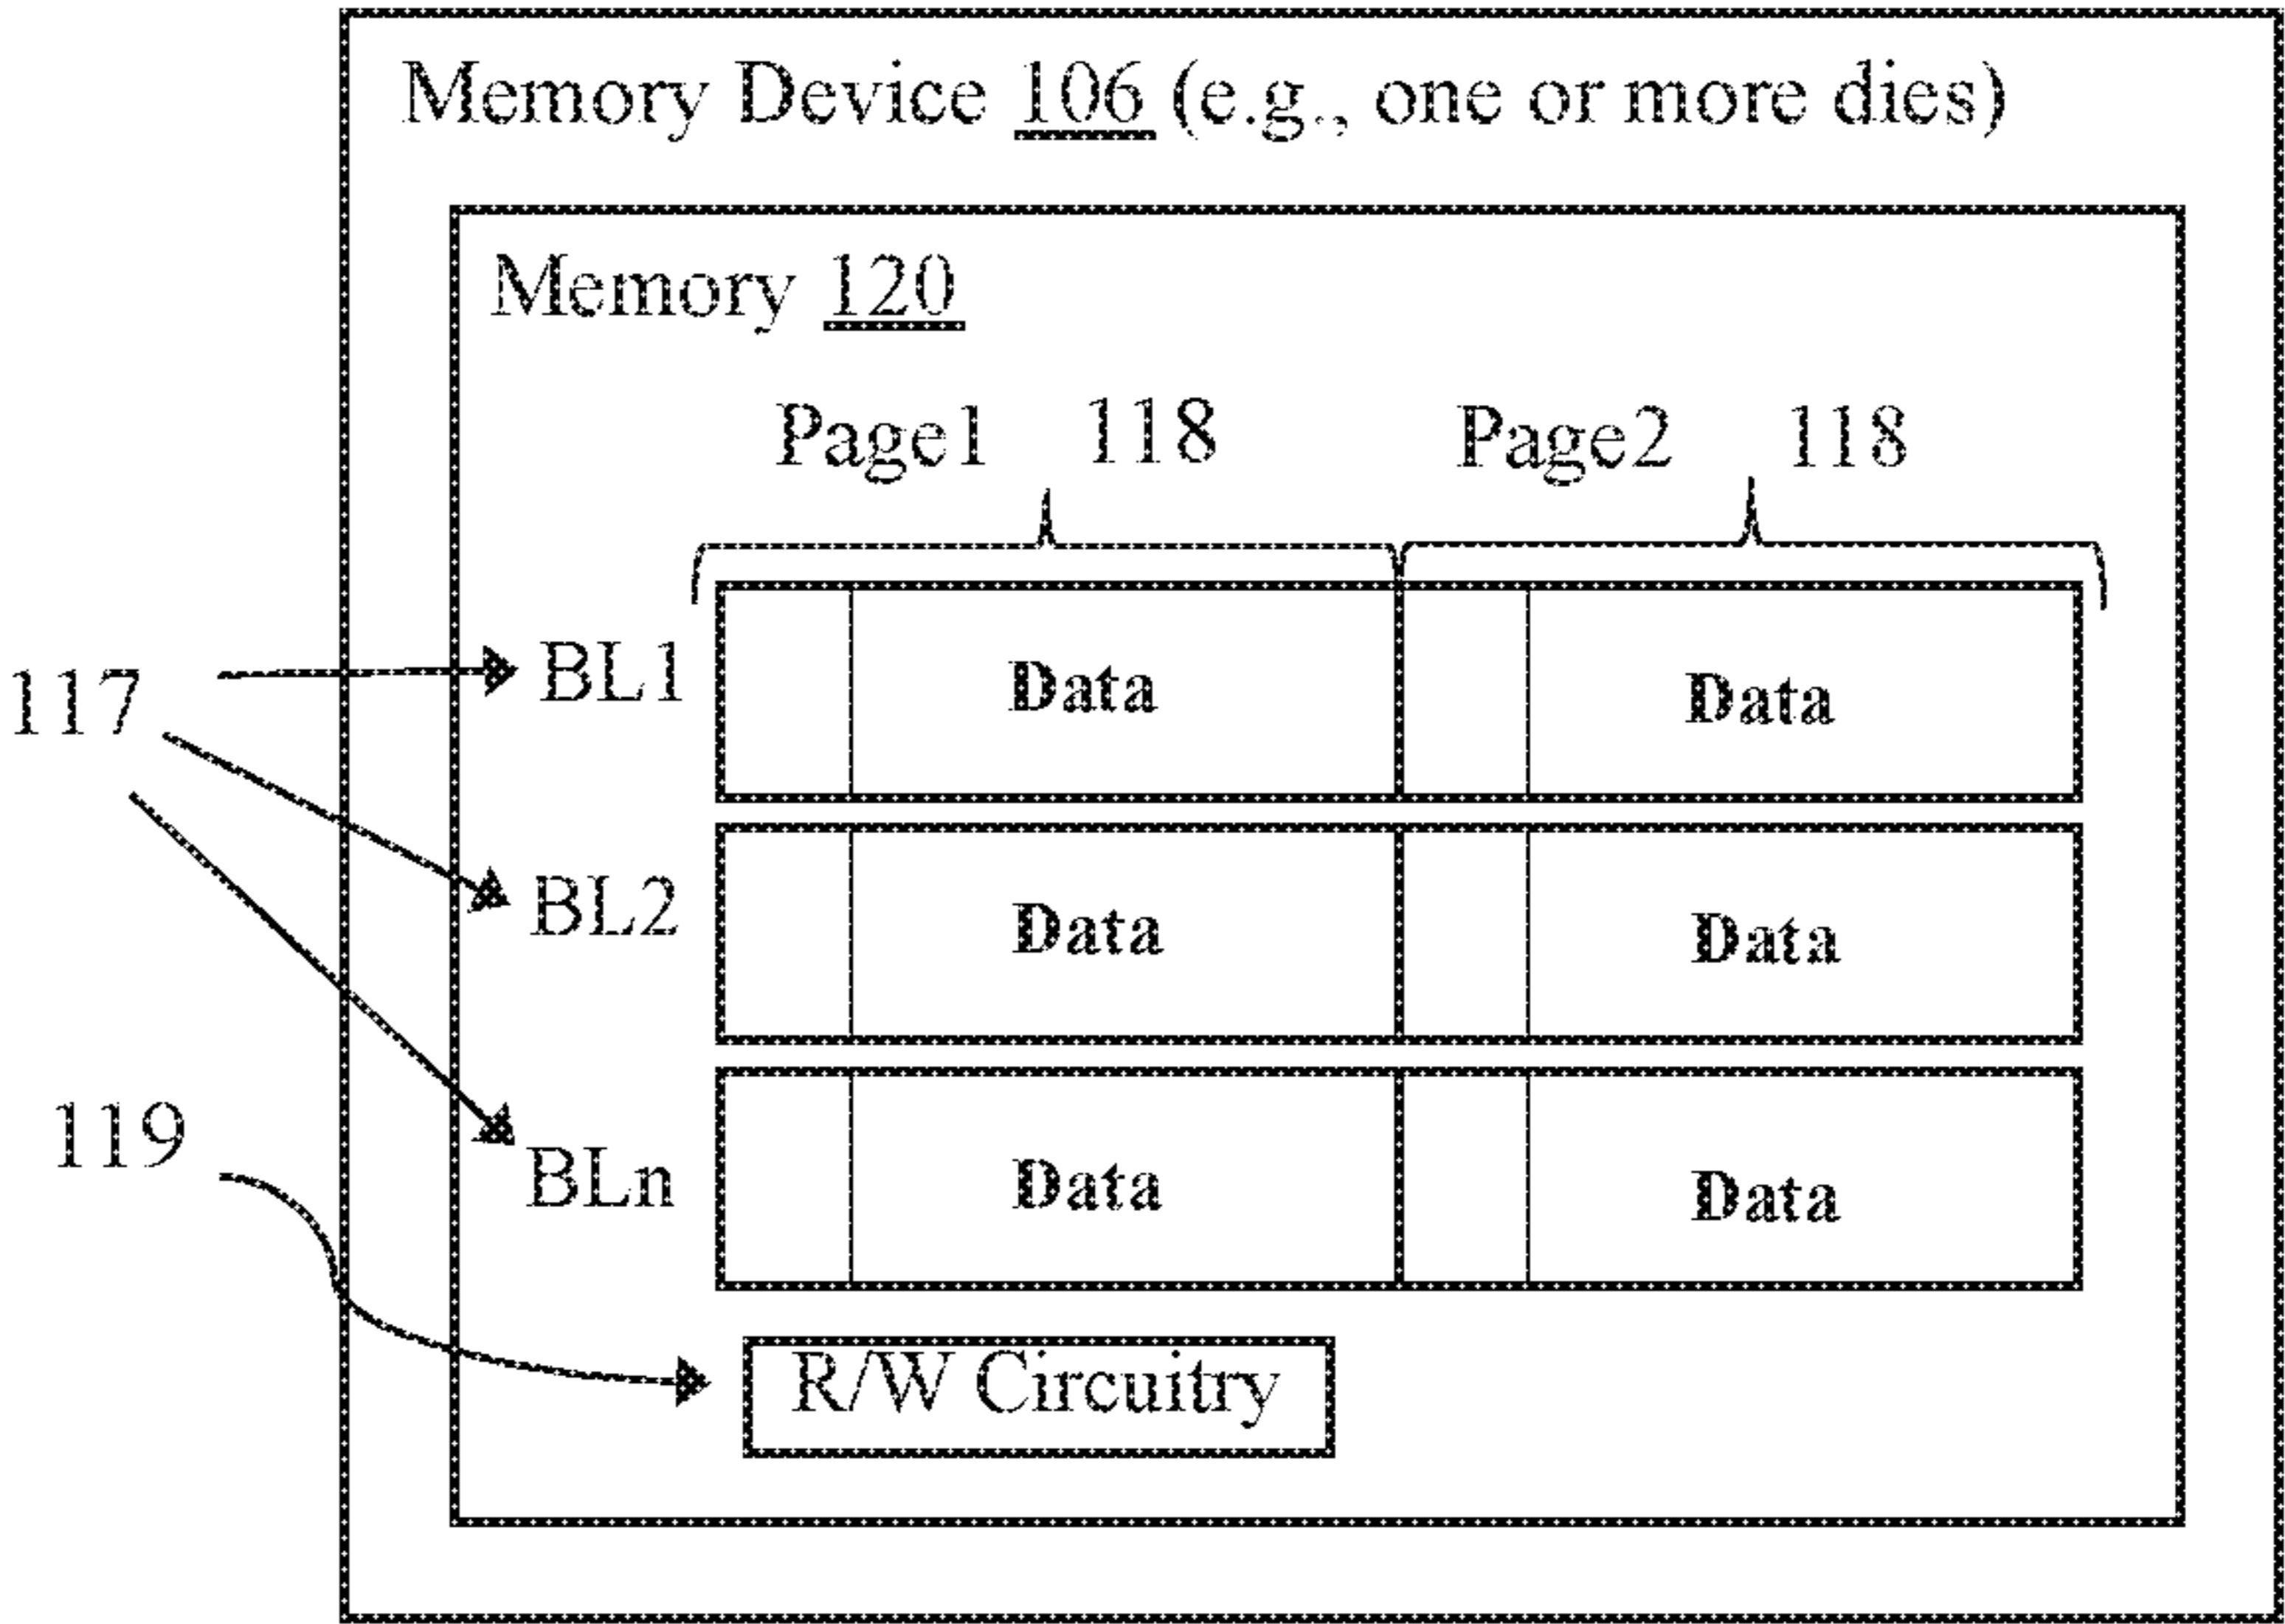 Memory Device 106 (e.g., one or more dies)
Memory 120
Page1 118 Page2 118
117 BL1 Data Data
BL2 Data Data
119 BLn Data Data
R/W Circuitry